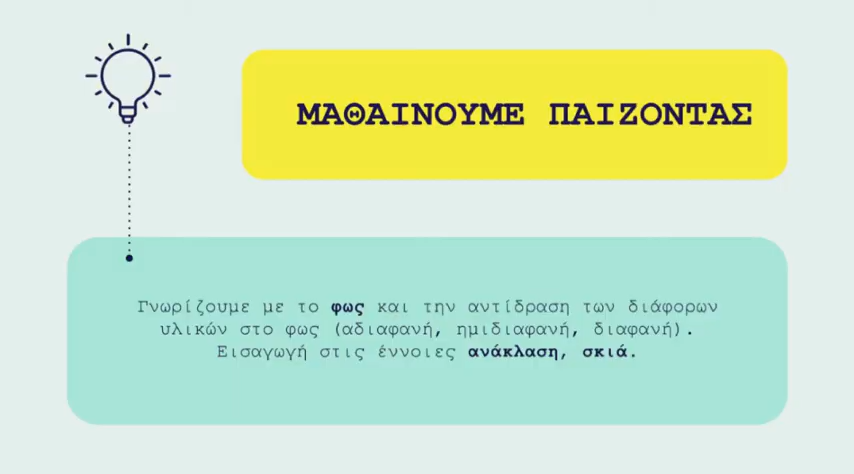 ΜΑΘΑΙΝΟΥΜΕ ΠΑΙΖΟΝΤΑΣ
Γνωρίζουμε με το φως και την αντίδραση των διάφορων
υλικών στο φως (αδιαφανή, ημιδιαφανή, διαφανή).
Εισαγωγή στις έννοιες ανάκλαση, σκιά.